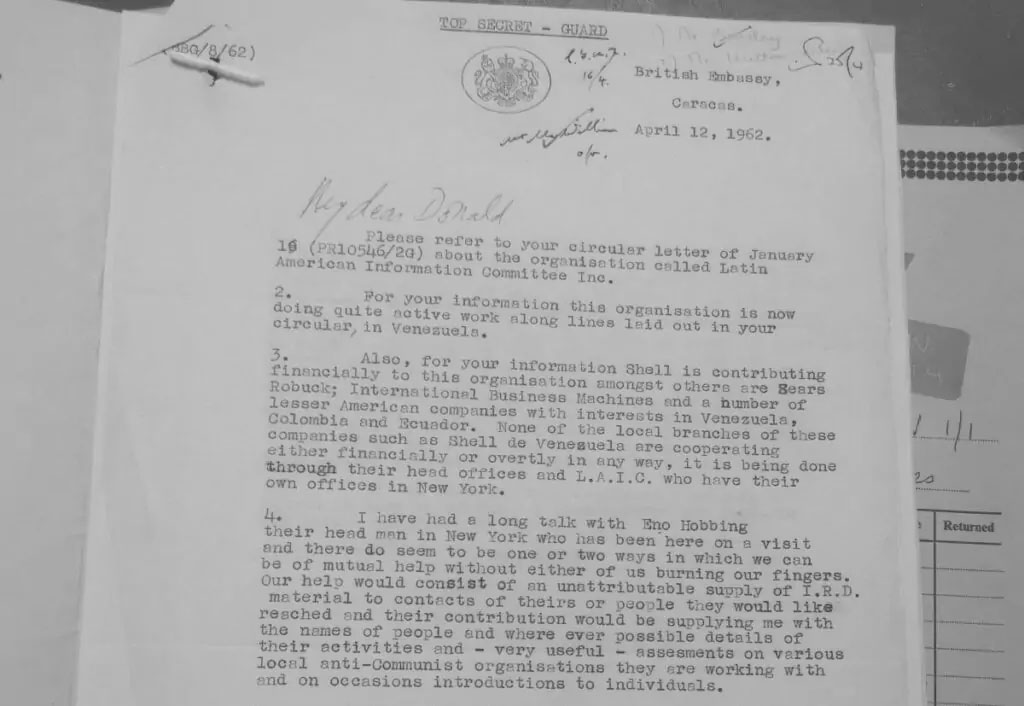 TOP SECRET - GUARD
BG/8/62)
16/4.
British Embassy,
Caracas.
April 12, 1962.
My dear Donald
Please refer to your circular letter of January
16 (PR10546/2G) about the organisation called Latin
American Information Committee Inc.
2. For your information this organisation is now
doing quite active work along lines laid out in your
circular, in Venezuela.
3. Also, for your information Shell is contributing
financially to this organisation amongst others are Sears
Robuck; International Business Machines and a number of
lesser American companies with interests in Venezuela,
Colombia and Ecuador. None of the local branches of these
companies such as Shell de Venezuela are cooperating
either financially or overtly in any way, it is being done
through their head offices and L.A.I.C. who have their
own offices in New York.
4. I have had a long talk with Eno Hobbing
their head man in New York who has been here on a visit
and there do seem to be one or two ways in which we can
be of mutual help without either of us burning our fingers.
Our help would consist of an unattributable supply of I.R.D.
material to contacts of theirs or people they would like
reached and their contribution would be supplying me with
the names of people and where ever possible details of
their activities and - very useful - assesments on various
local anti-Communist organisations they are working with
and on occasions introductions to individuals.
1/1
Returned